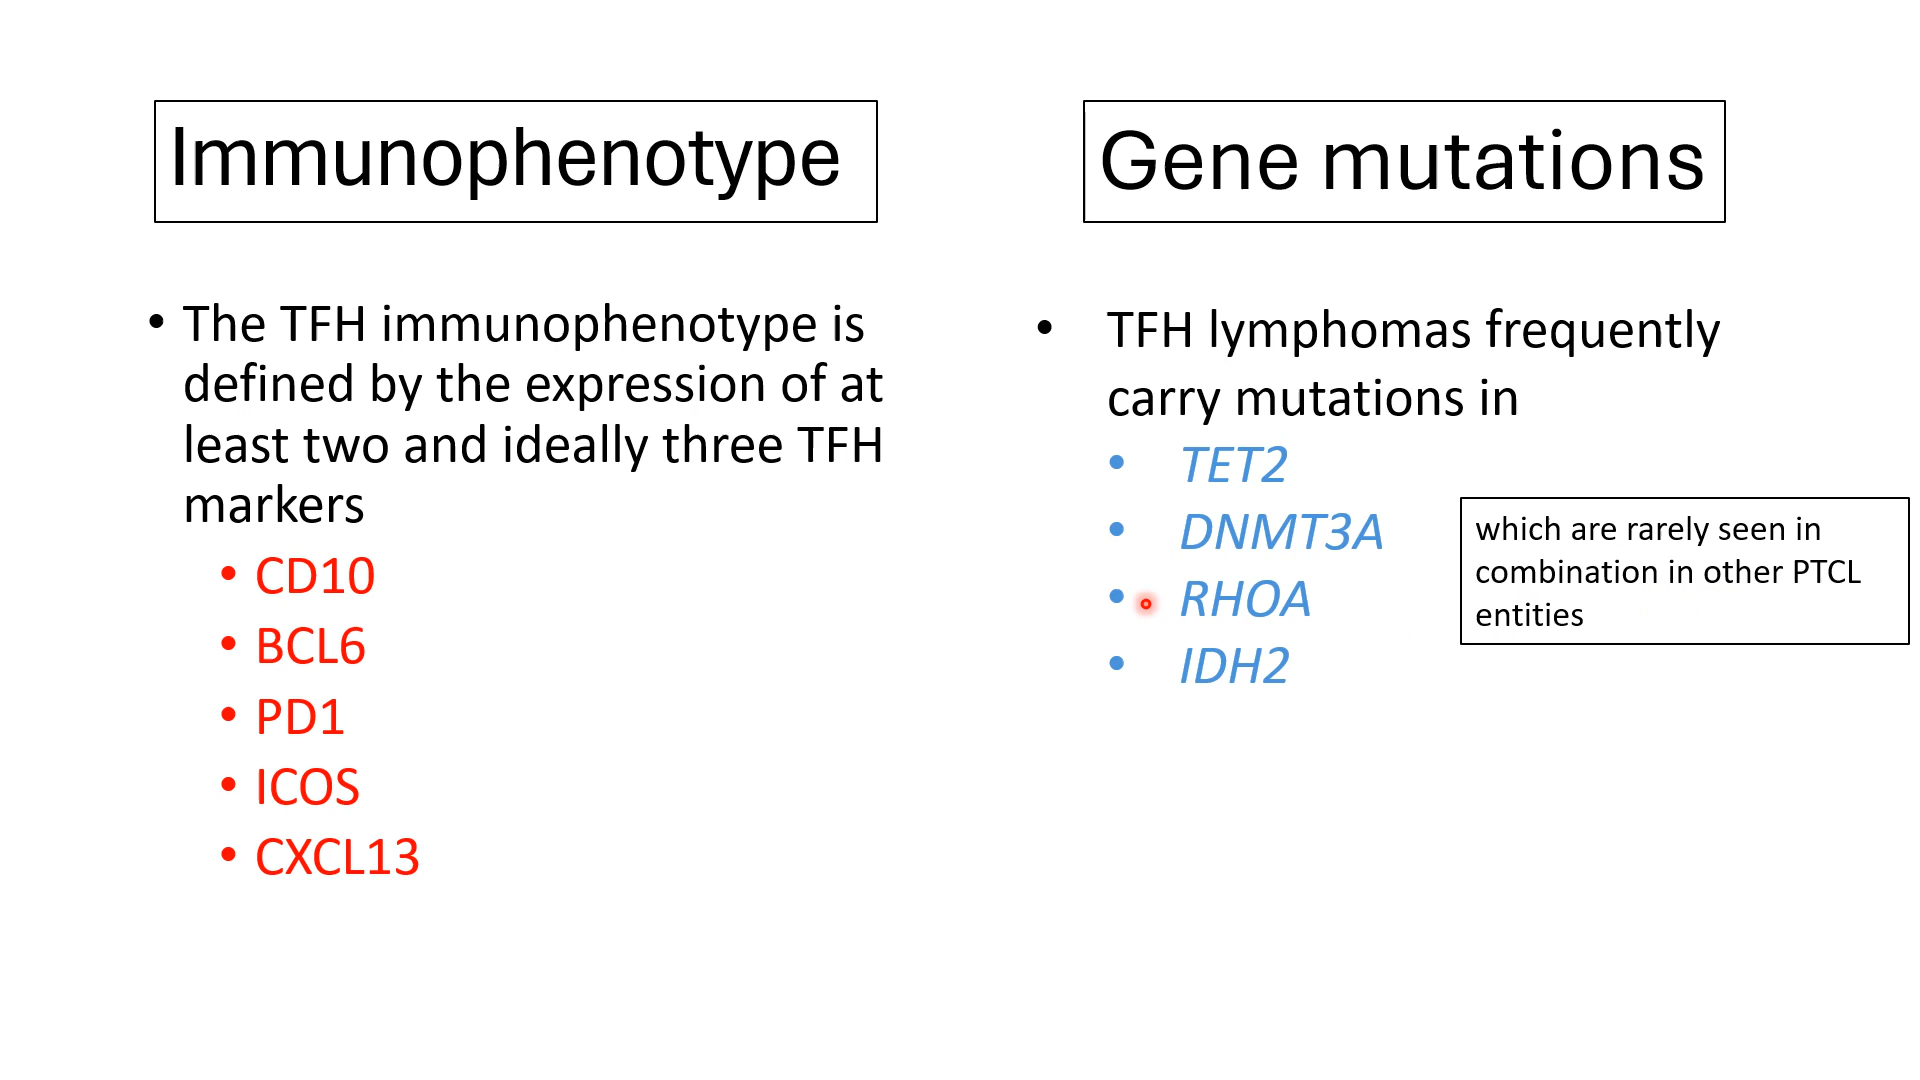 Immunophenotype
• The TFH immunophenotype is
defined by the expression of at
least two and ideally three TFH
markers
• CD10
• BCL6
• PD1
• ICOS
• CXCL13
Gene mutations
• TFH lymphomas frequently
carry mutations in
• TET2
• DNMT3A
• RHOA
• IDH2
which are rarely seen in
combination in other PTCL
entities